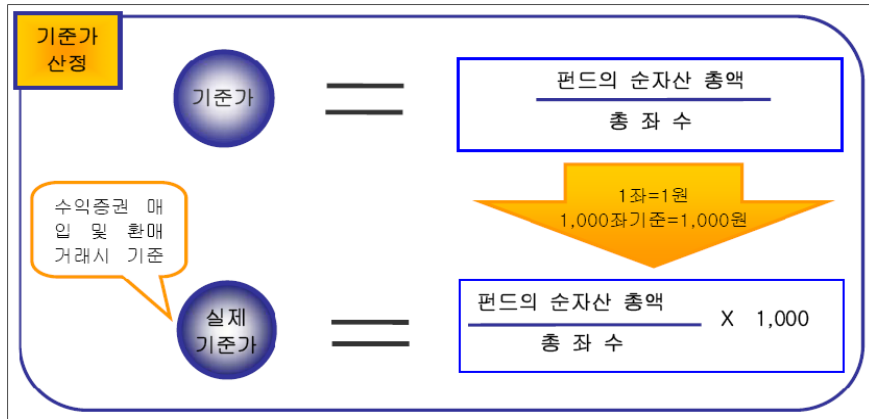 기준가
산정
기준가
펀드의 순자산 총액
총 좌 수
1좌=1원
1,000좌기준=1,000원
수익증권 매
입 및 환매
거래시 기준
실제
기준가
펀드의 순자산 총액
총 좌 수
X 1,000